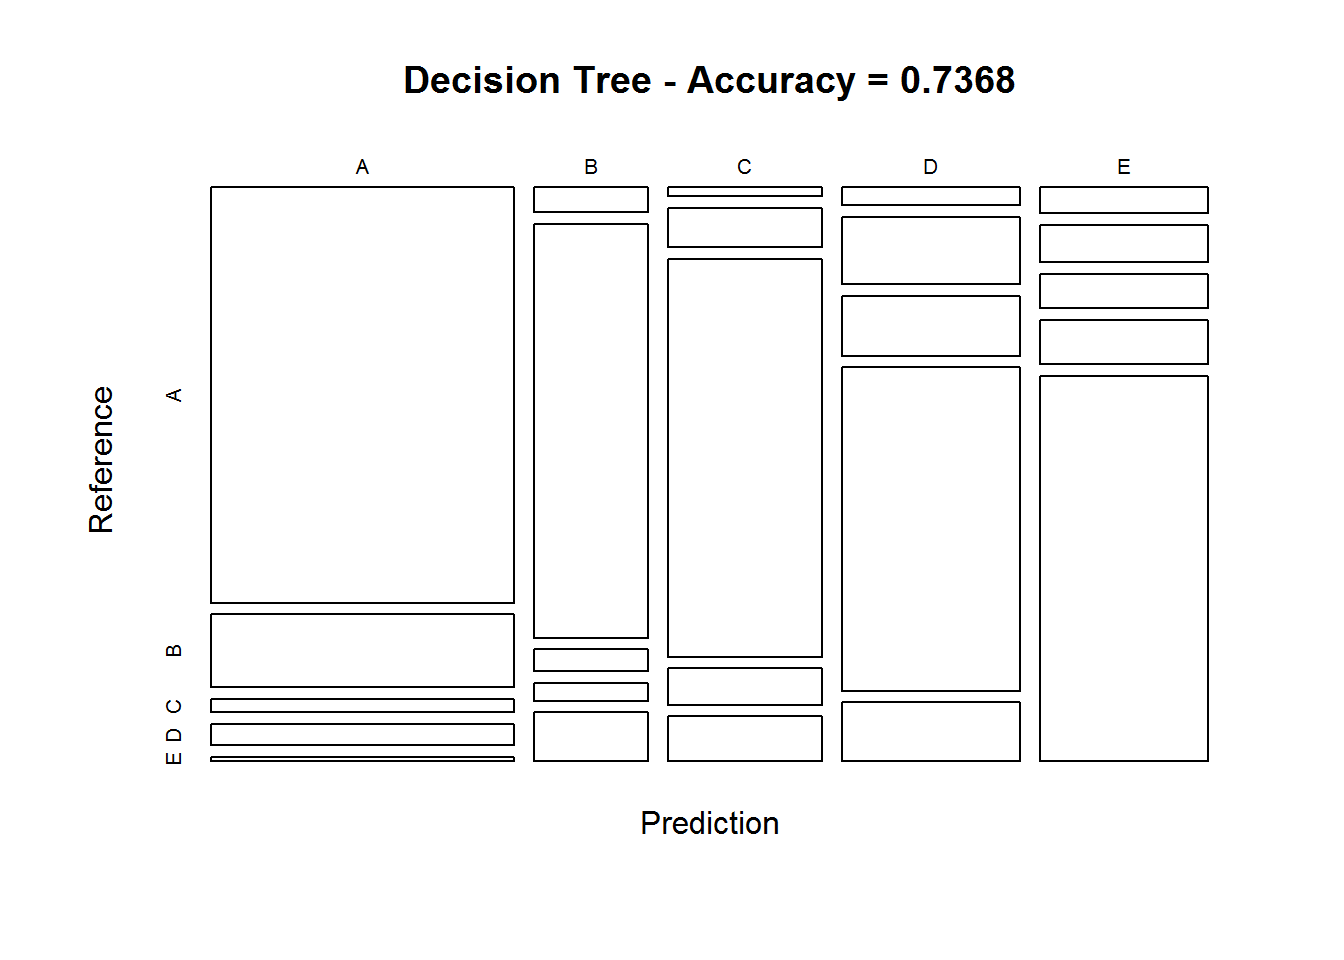 Decision Tree - Accuracy = 0.7368
A B C D E
Reference
A
B
C
D
E
Prediction